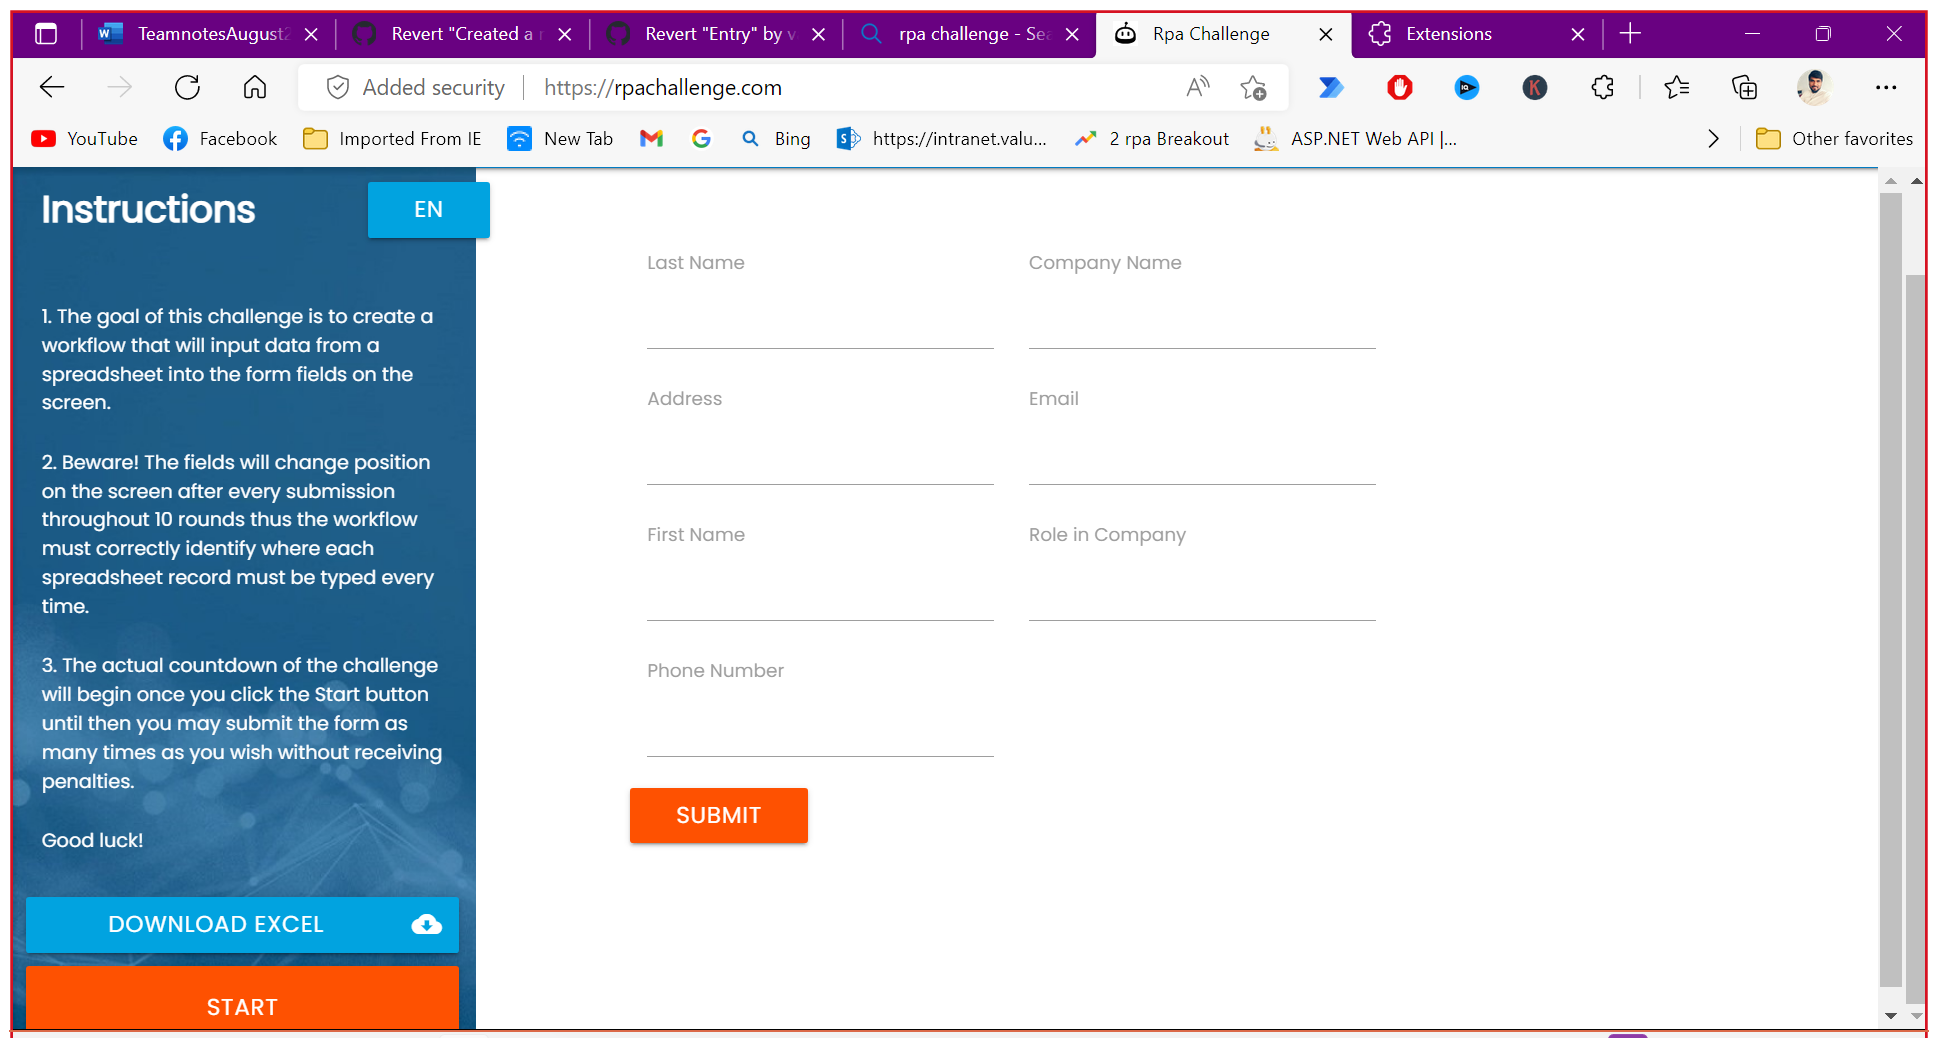 TeamnotesAugust2
Revert "Created a r
Revert "Entry" by v
rpa challenge - Sea
Rpa Challenge
Extensions
Added security
https://rpachallenge.com
YouTube
Facebook
Imported From IE
New Tab
Bing
https://intranet.valu...
2 rpa Breakout
ASP.NET Web API |...
Other favorites
Instructions
EN
1. The goal of this challenge is to create a
workflow that will input data from a
spreadsheet into the form fields on the
screen.
2. Beware! The fields will change position
on the screen after every submission
throughout 10 rounds thus the workflow
must correctly identify where each
spreadsheet record must be typed every
time.
3. The actual countdown of the challenge
will begin once you click the Start button
until then you may submit the form as
many times as you wish without receiving
penalties.
Good luck!
DOWNLOAD EXCEL
START
Last Name
Company Name
Address
Email
First Name
Role in Company
Phone Number
SUBMIT